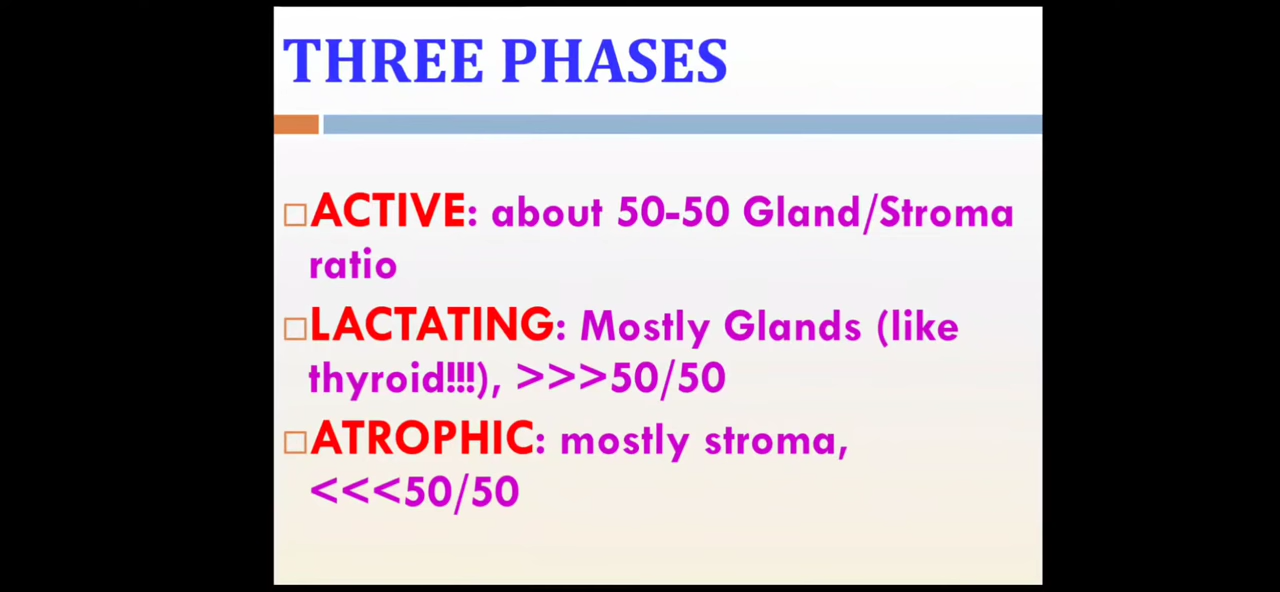 THREE PHASES
ACTIVE: about 50-50 Gland/Stroma
ratio
LACTATING: Mostly Glands (like
thyroid!!!), >>>50/50
ATROPHIC: mostly stroma,
<<<50/50